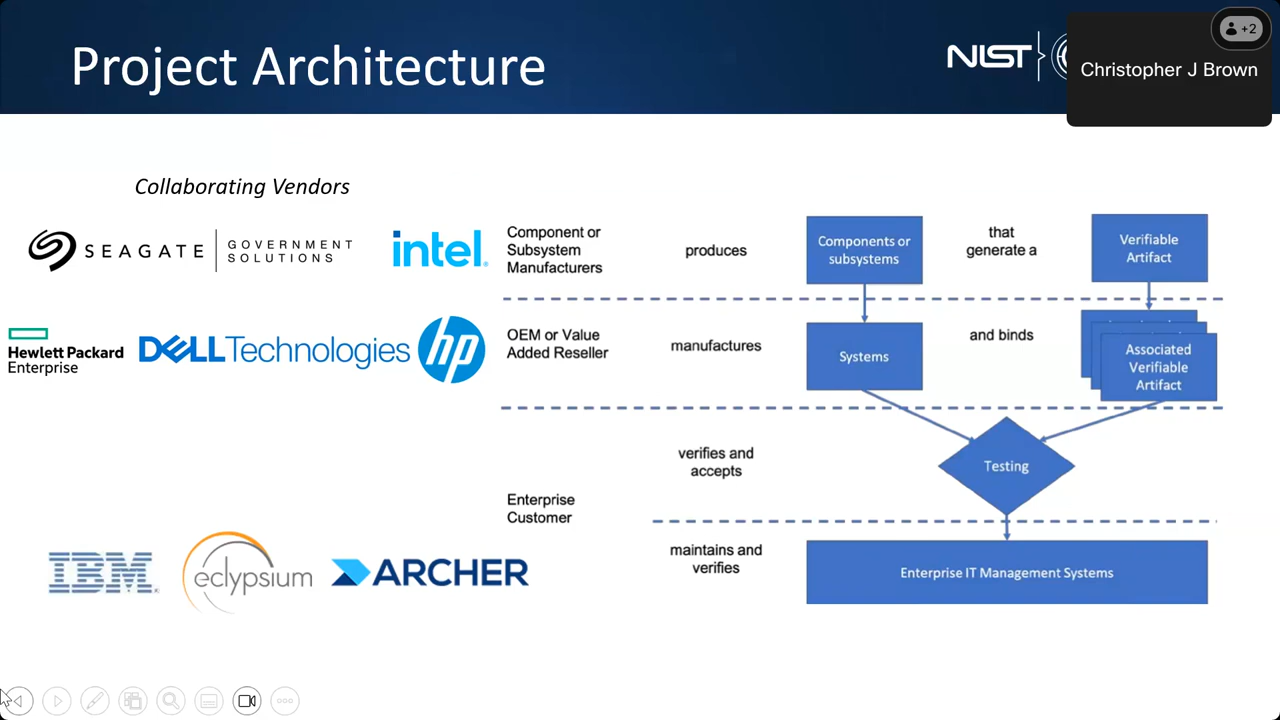 Project Architecture
NIST
+2
Christopher J Brown
Collaborating Vendors
SEAGATE
GOVERNMENT
SOLUTIONS
intel.
Component or
Subsystem
Manufacturers
produces
Components or
subsystems
that
generate a
Verifiable
Artifact
Hewlett Packard
Enterprise
DELL Technologies
hp
OEM or Value
Added Reseller
manufactures
Systems
and binds
Associated
Verifiable
Artifact
verifies and
accepts
Testing
Enterprise
Customer
IBM®
eclypsium
ARCHER
maintains and
verifies
Enterprise IT Management Systems